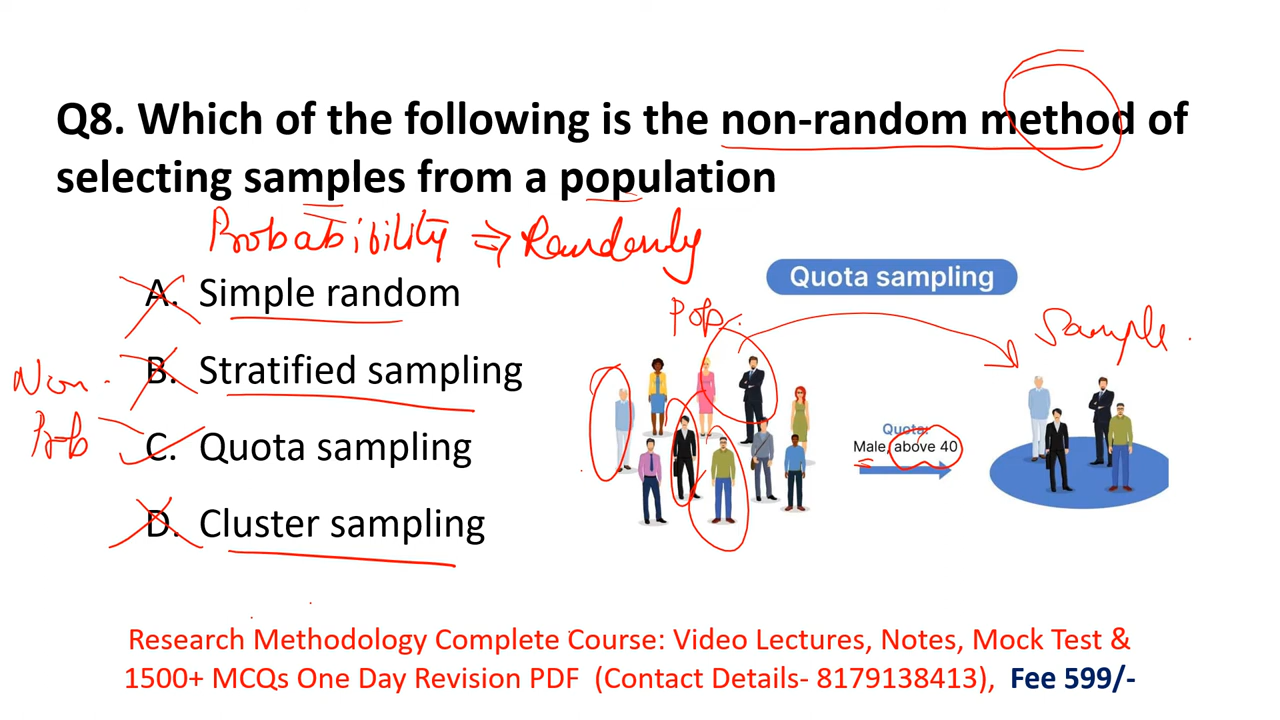 Q8. Which of the following is the non-random method of
selecting samples from a population
Probability ⇒ Randomly
A. Simple random
B. Stratified sampling
Non.
Prob
C. Quota sampling
D. Cluster sampling
Quota sampling
Pop.
Sample.
Quota:
Male, above 40
Research Methodology Complete Course: Video Lectures, Notes, Mock Test &
1500+ MCQs One Day Revision PDF (Contact Details- 8179138413), Fee 599/-